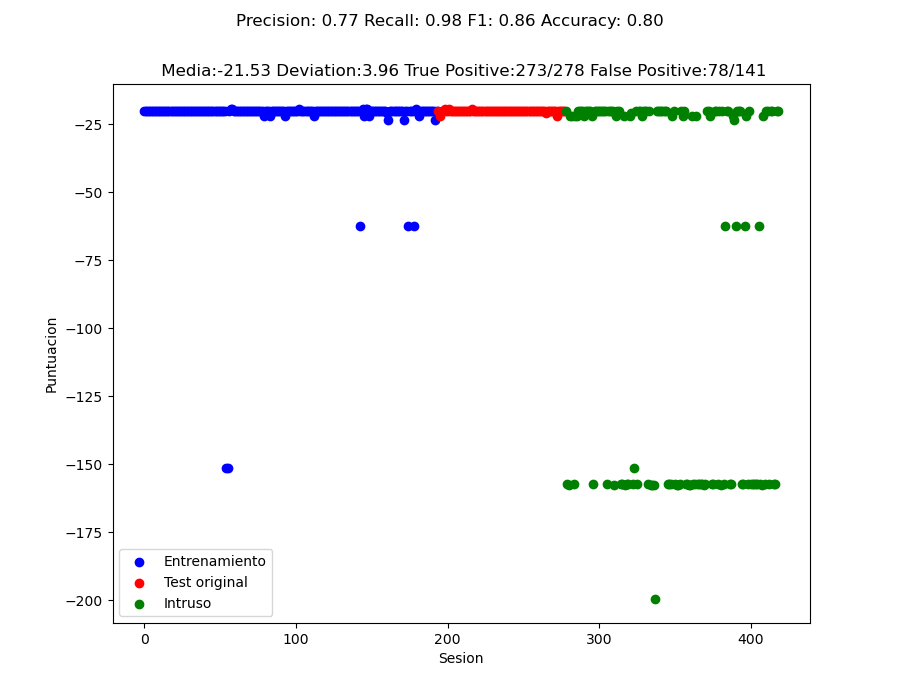 Precision: 0.77 Recall: 0.98 F1: 0.86 Accuracy: 0.80
Media:-21.53 Deviation:3.96 True Positive:273/278 False Positive:78/141
−25
−50
−75
−100
−125
−150
−175
−200
Puntuacion
Entrenamiento
Test original
Intruso
0
100
200
300
400
Sesion